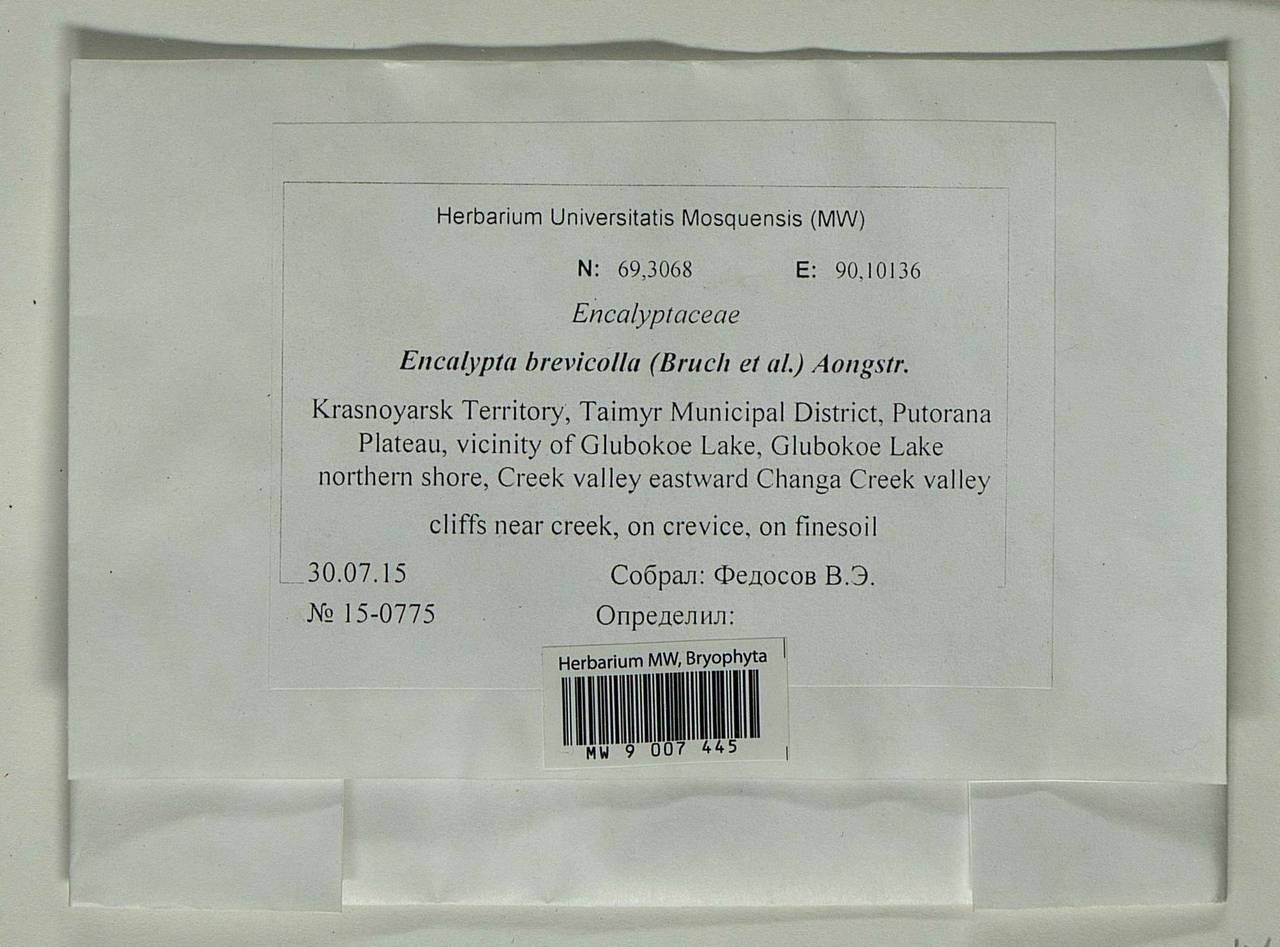 Herbarium Universitatis Mosquensis (MW)
N: 69,3068 E: 90,10136
Encalyptaceae
Encalypta brevicolla (Bruch et al.) Aongstr.
Krasnoyarsk Territory, Taimyr Municipal District, Putorana
Plateau, vicinity of Glubokoe Lake, Glubokoe Lake
northern shore, Creek valley eastward Changa Creek valley
cliffs near creek, on crevice, on finesoil
30.07.15 Собрал: Федосов В.Э.
№ 15-0775 Определил:
Herbarium MW, Bryophyta
MW 9 007 445